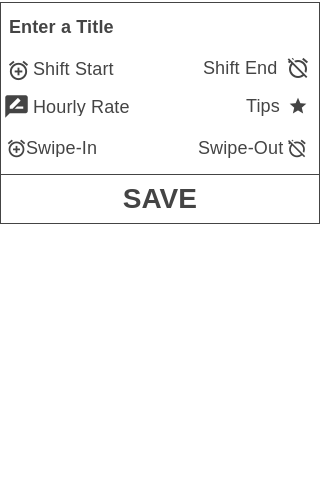 Enter a Title
Shift Start Shift End
Hourly Rate Tips
Swipe-In Swipe-Out
SAVE